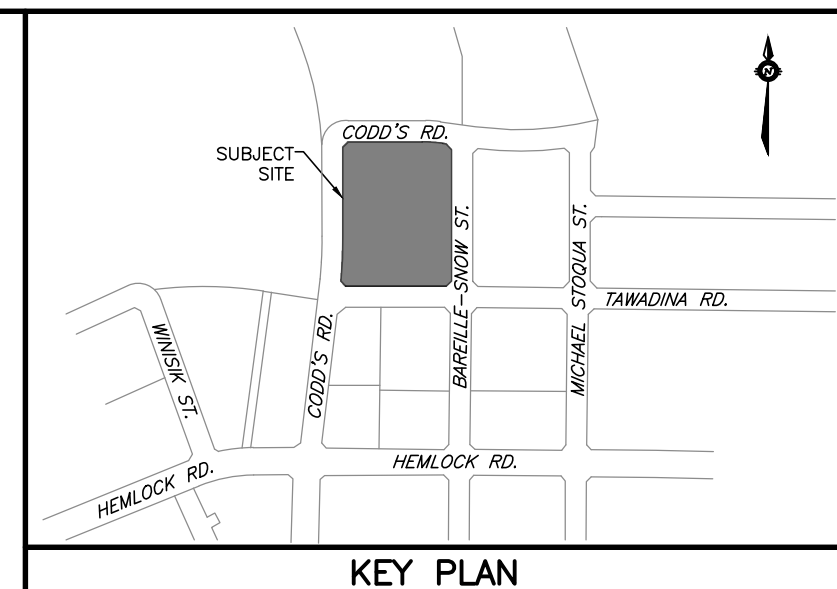 CODD'S RD.
N
SUBJECT
SITE
BAREILLE-SNOW ST.
MICHAEL STOQUA ST.
TAWADINA RD.
WINISIK ST.
CODD'S RD.
HEMLOCK RD.
HEMLOCK RD.
KEY PLAN